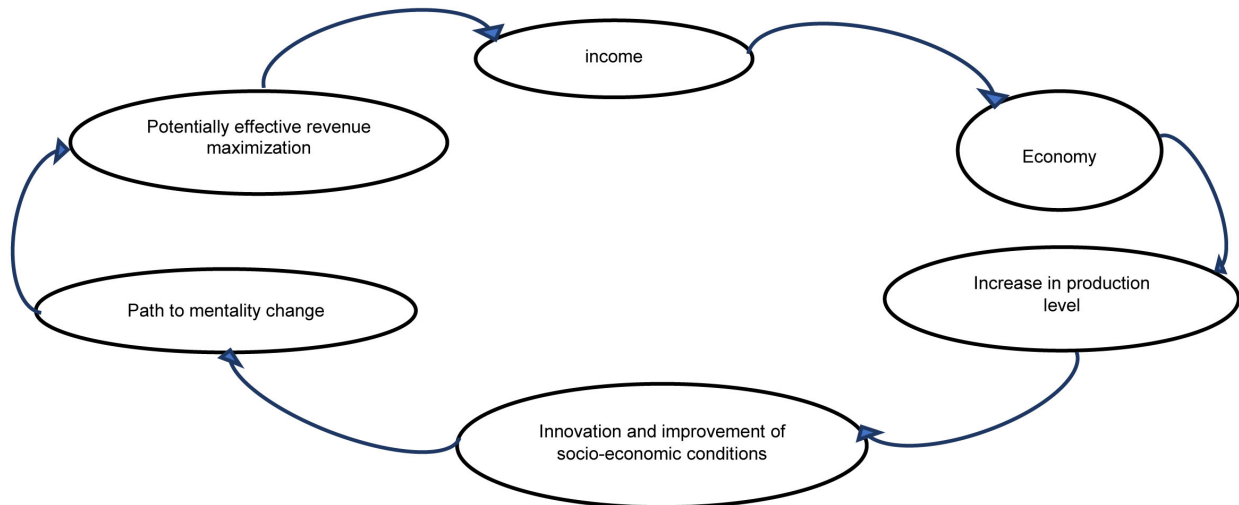 income
Potentially effective revenue
maximization
Economy
Increase in production
level
Path to mentality change
Innovation and improvement of
socio-economic conditions